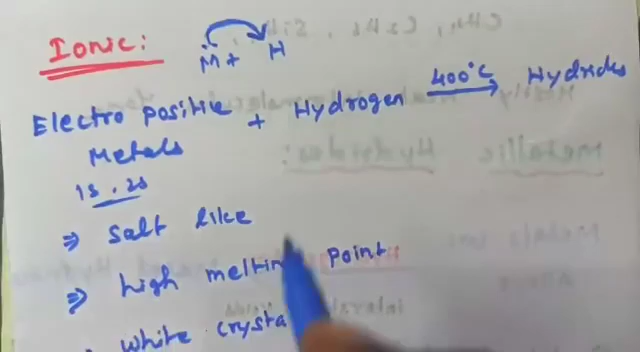 Ionic: M + H
Electro positive + Hydrogen 400°C → Hydrides
Metals
1s, 2s
⇒ Salt like
⇒ high melting point
white crysta